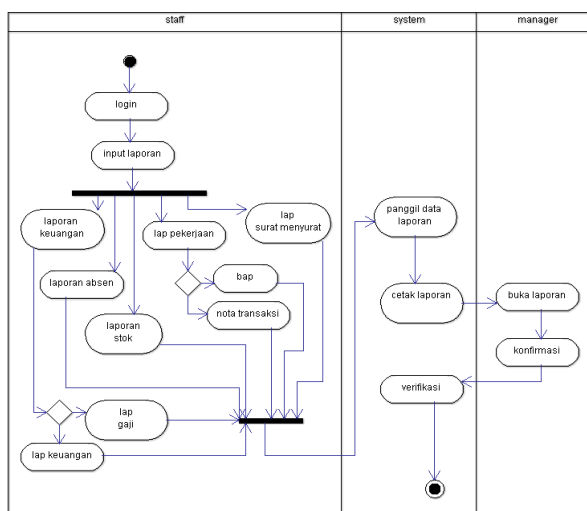 staff
system
manager
login
input laporan
laporan
keuangan
lap pekerjaan
lap
surat menyurat
laporan absen
bap
nota transaksi
laporan
stok
lap
gaji
lap keuangan
panggil data
laporan
cetak laporan
buka laporan
konfirmasi
verifikasi